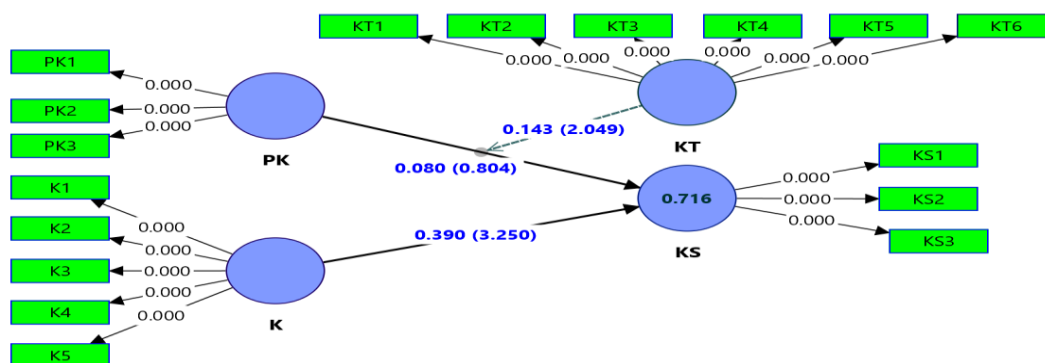 KT1 KT2 KT3 KT4 KT5 KT6
0.000 0.000 0.000 0.000 0.000 0.000
PK1
0.000
PK2
0.000
PK3
0.000
PK
KT
0.143 (2.049)
0.080 (0.804)
K1
0.000
K2
0.000
K3
0.000
K4
0.000
K5
0.000
K
0.390 (3.250)
0.716
KS
KS1
0.000
KS2
0.000
KS3
0.000